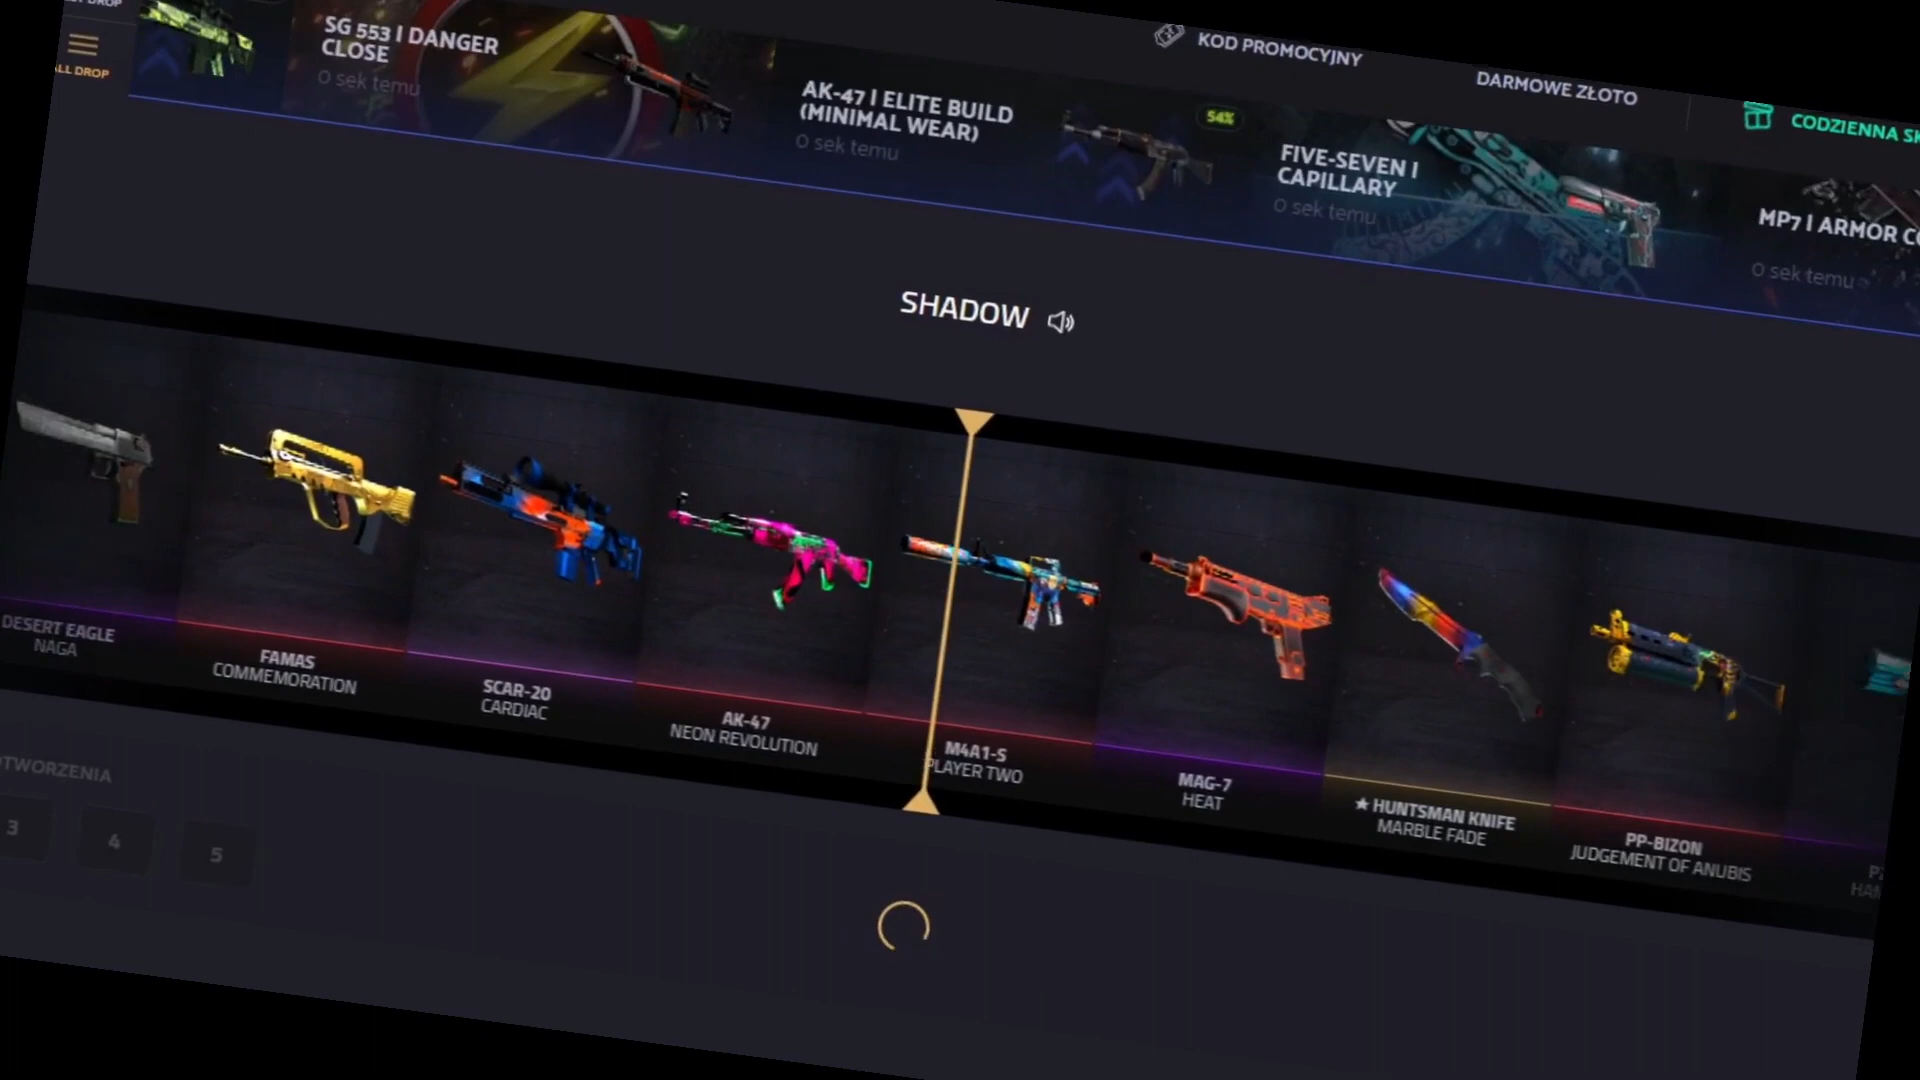 ALL DROP
SG 553 | DANGER
CLOSE
0 sek temu
AK-47 | ELITE BUILD
(MINIMAL WEAR)
0 sek temu
54%
KOD PROMOCYJNY
DARMOWE ZŁOTO
CODZIENNA
FIVE-SEVEN |
CAPILLARY
0 sek temu
MP7 | ARMOR
0 sek temu
SHADOW
DESERT EAGLE
NAGA
FAMAS
COMMEMORATION
SCAR-20
CARDIAC
AK-47
NEON REVOLUTION
M4A1-S
PLAYER TWO
MAG-7
HEAT
★ HUNTSMAN KNIFE
MARBLE FADE
PP-BIZON
JUDGEMENT OF ANUBIS
3
4
5